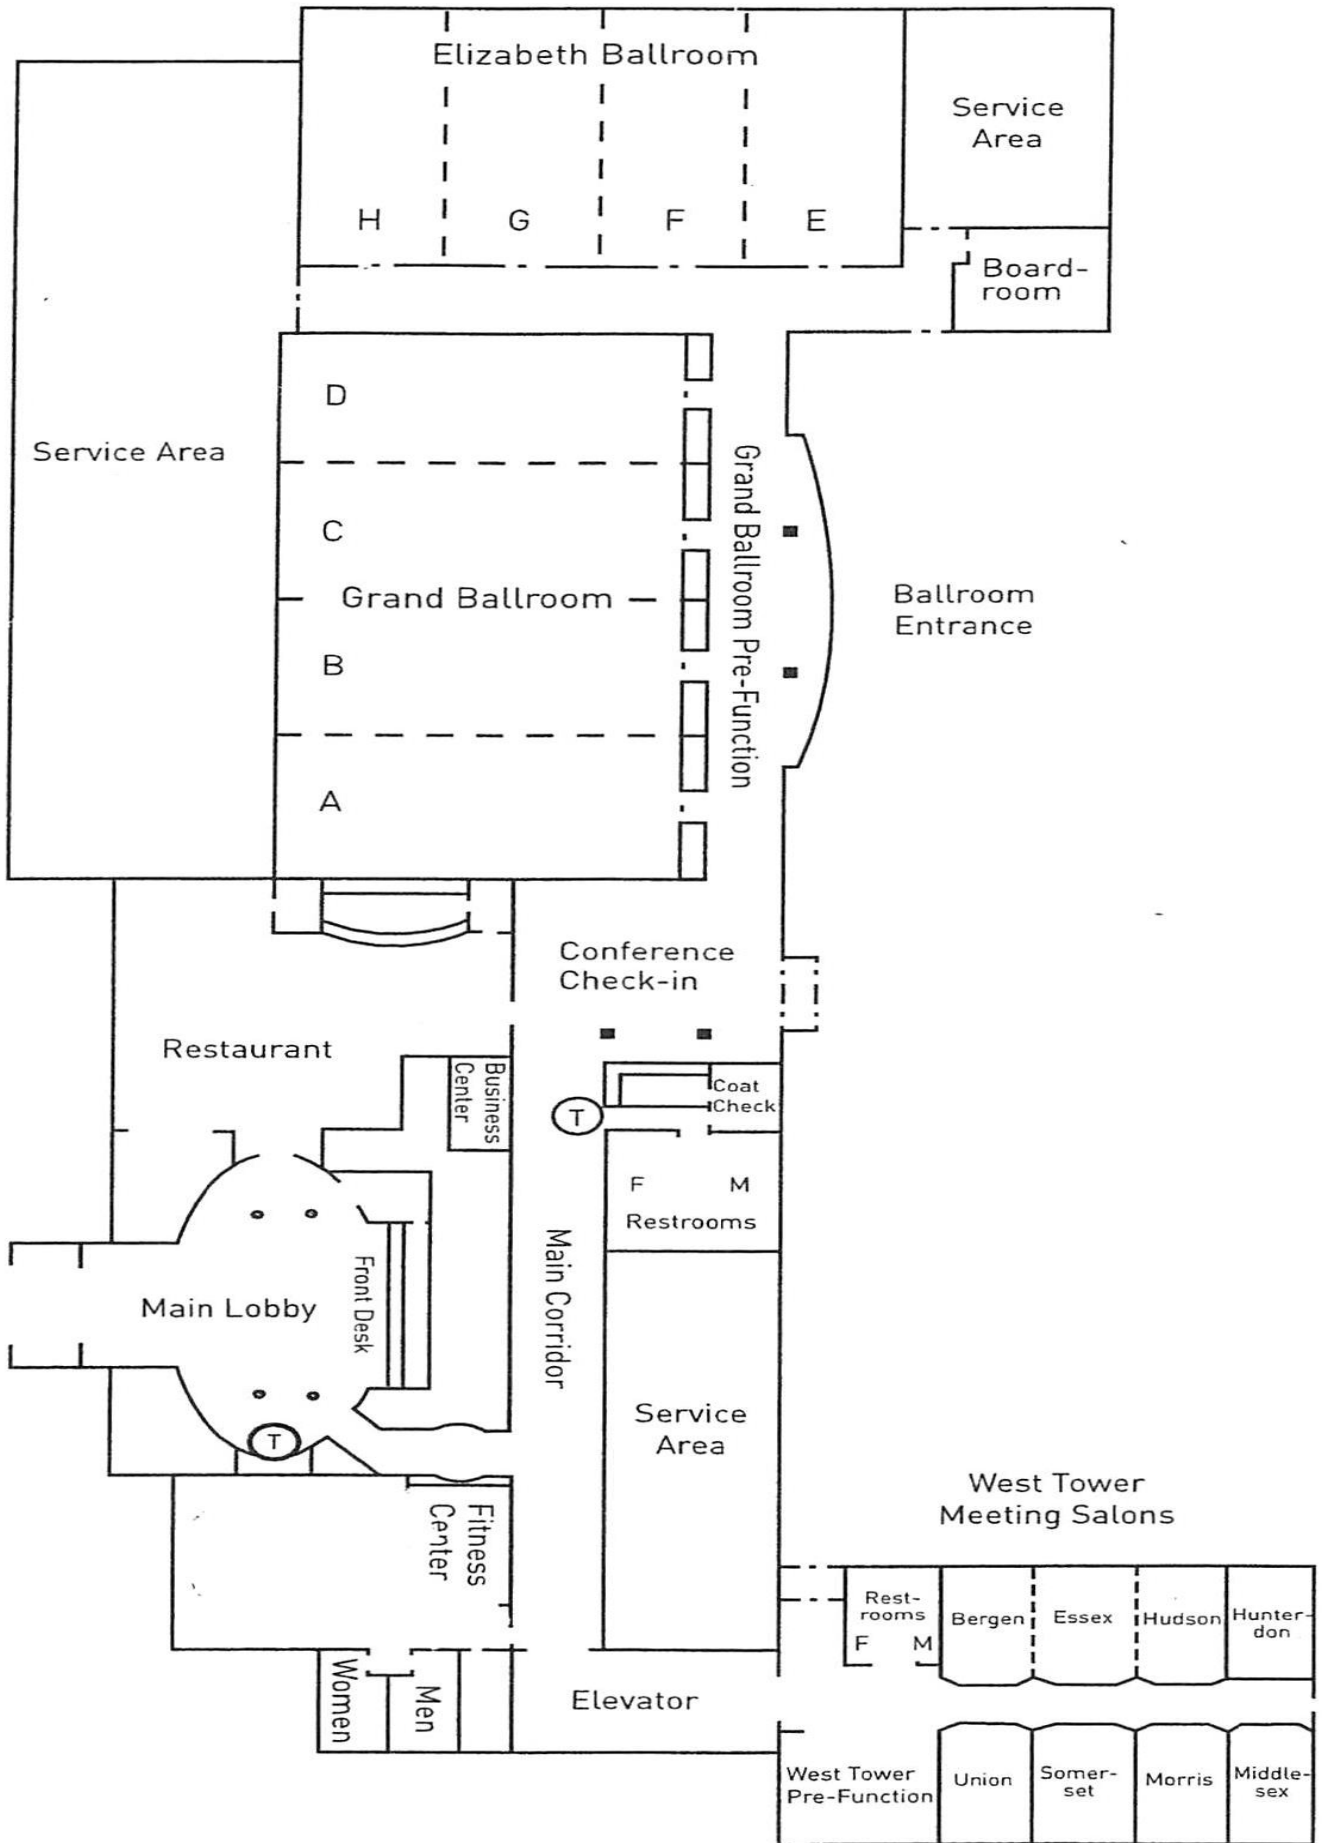 Elizabeth Ballroom
H
G
F
E
Service
Area
Board-
room
D
Service Area
C
Grand Ballroom
B
A
Grand Ballroom Pre-Function
Ballroom
Entrance
Conference
Check-in
Restaurant
Business
Center
Coat
Check
T
F
M
Restrooms
Main Lobby
Front Desk
Main Corridor
T
Service
Area
Fitness
Center
Women
Men
Elevator
West Tower
Meeting Salons
Rest-
rooms
F
M
Bergen
Essex
Hudson
Hunter-
don
West Tower
Pre-Function
Union
Somer-
set
Morris
Middle-
sex